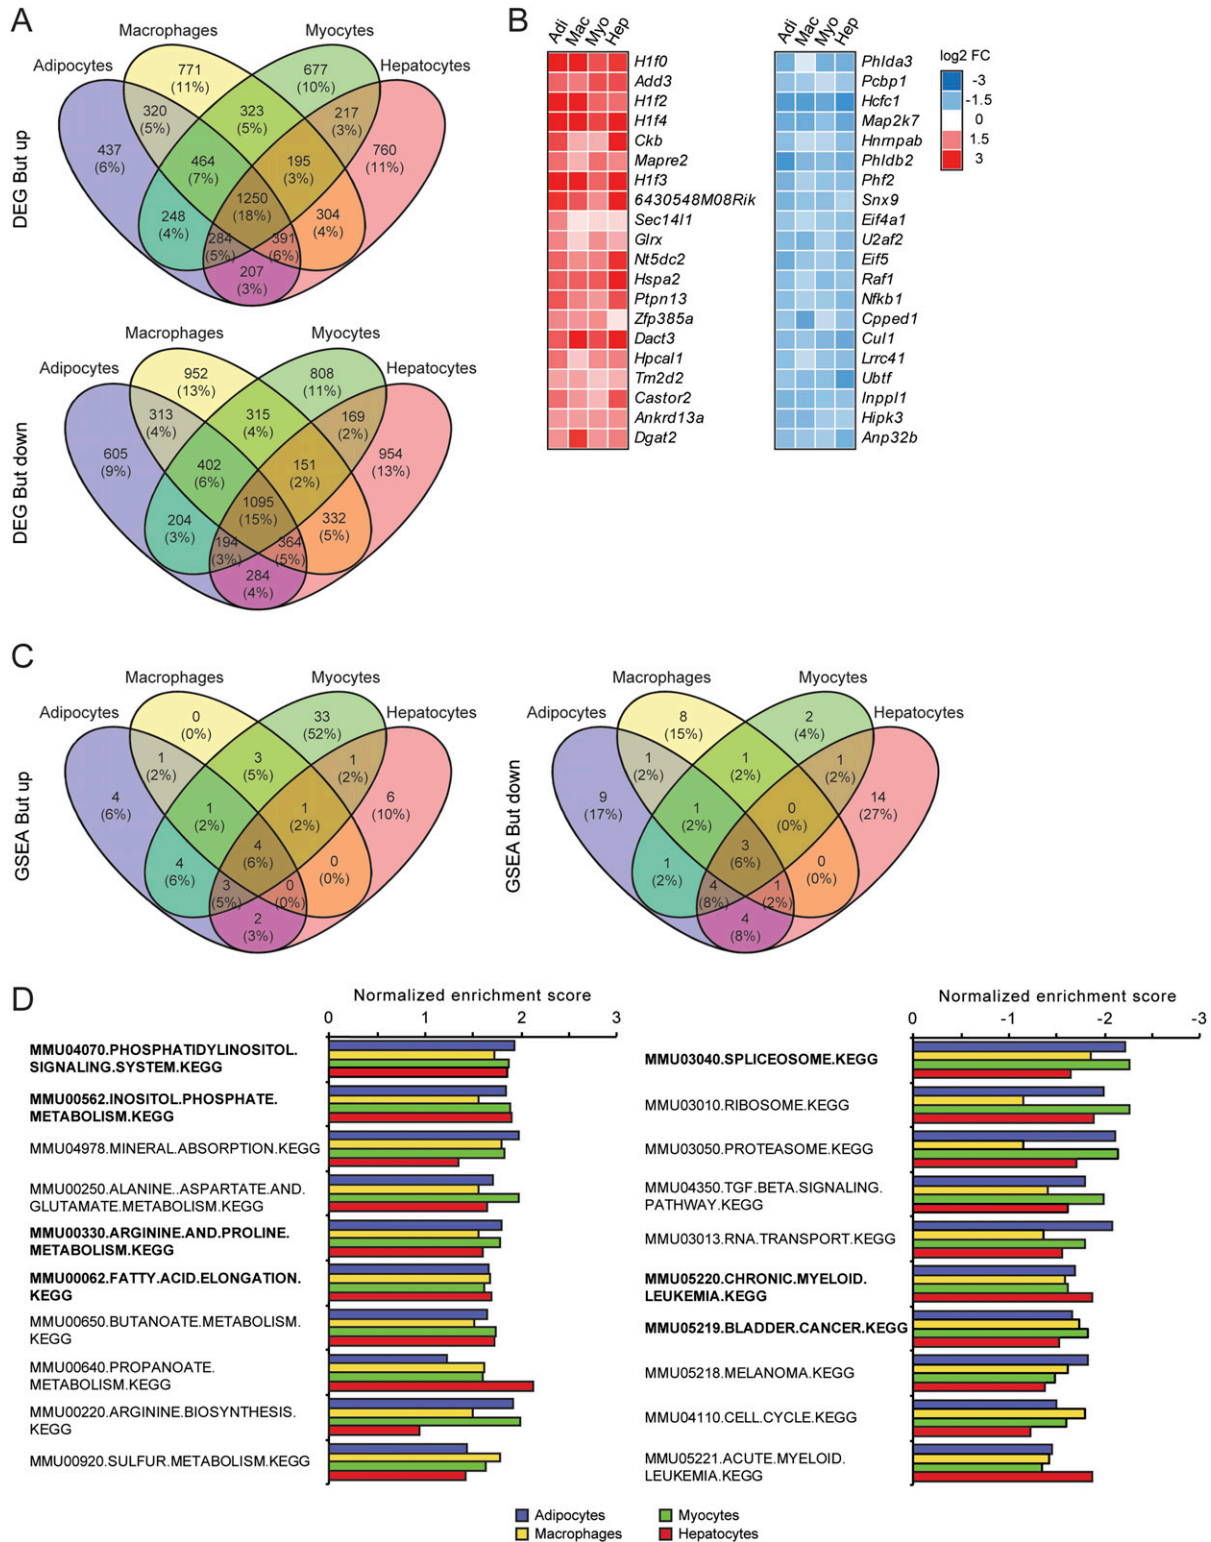 A
Macrophages
Myocytes
Adipocytes
Hepatocytes
DEG But up
771
(11%)
677
(10%)
320
(5%)
323
(5%)
217
(3%)
437
(6%)
464
(7%)
195
(3%)
760
(11%)
1250
(18%)
248
(4%)
304
(4%)
284
(5%)
391
(6%)
207
(3%)
Macrophages
Myocytes
Adipocytes
Hepatocytes
DEG But down
952
(13%)
808
(11%)
313
(4%)
315
(4%)
169
(2%)
605
(9%)
402
(6%)
151
(2%)
954
(13%)
1095
(15%)
204
(3%)
332
(5%)
194
(3%)
364
(5%)
284
(4%)
B
Adi Mac Myo Hep
H1f0
Add3
H1f2
H1f4
Ckb
Mapre2
H1f3
6430548M08Rik
Sec14l1
Glrx
Nt5dc2
Hspa2
Ptpn13
Zfp385a
Dact3
Hpcal1
Tm2d2
Castor2
Ankrd13a
Dgat2
Adi Mac Myo Hep
Phlda3
Pcbp1
Hcfc1
Map2k7
Hnrnpab
Phldb2
Phf2
Snx9
Eif4a1
U2af2
Eif5
Raf1
Nfkb1
Cpped1
Cul1
Lrrc41
Ubtf
Inppl1
Hipk3
Anp32b
log2 FC
-3
-1.5
0
1.5
3
C
Macrophages
Myocytes
Adipocytes
Hepatocytes
GSEA But up
0
(0%)
33
(52%)
1
(2%)
3
(5%)
1
(2%)
4
(6%)
1
(2%)
1
(2%)
6
(10%)
4
(6%)
4
(6%)
0
(0%)
3
(5%)
0
(0%)
2
(3%)
Macrophages
Myocytes
Adipocytes
Hepatocytes
GSEA But down
8
(15%)
2
(4%)
1
(2%)
1
(2%)
1
(2%)
9
(17%)
1
(2%)
0
(0%)
14
(27%)
3
(6%)
1
(2%)
0
(0%)
4
(8%)
1
(2%)
4
(8%)
D
Normalized enrichment score
0 1 2 3
MMU04070.PHOSPHATIDYLINOSITOL.
SIGNALING.SYSTEM.KEGG
MMU00562.INOSITOL.PHOSPHATE.
METABOLISM.KEGG
MMU04978.MINERAL.ABSORPTION.KEGG
MMU00250.ALANINE..ASPARTATE.AND.
GLUTAMATE.METABOLISM.KEGG
MMU00330.ARGININE.AND.PROLINE.
METABOLISM.KEGG
MMU00062.FATTY.ACID.ELONGATION.
KEGG
MMU00650.BUTANOATE.METABOLISM.
KEGG
MMU00640.PROPANOATE.
METABOLISM.KEGG
MMU00220.ARGININE.BIOSYNTHESIS.
KEGG
MMU00920.SULFUR.METABOLISM.KEGG
Normalized enrichment score
0 -1 -2 -3
MMU03040.SPLICEOSOME.KEGG
MMU03010.RIBOSOME.KEGG
MMU03050.PROTEASOME.KEGG
MMU04350.TGF.BETA.SIGNALING.
PATHWAY.KEGG
MMU03013.RNA.TRANSPORT.KEGG
MMU05220.CHRONIC.MYELOID.
LEUKEMIA.KEGG
MMU05219.BLADDER.CANCER.KEGG
MMU05218.MELANOMA.KEGG
MMU04110.CELL.CYCLE.KEGG
MMU05221.ACUTE.MYELOID.
LEUKEMIA.KEGG
Adipocytes
Macrophages
Myocytes
Hepatocytes